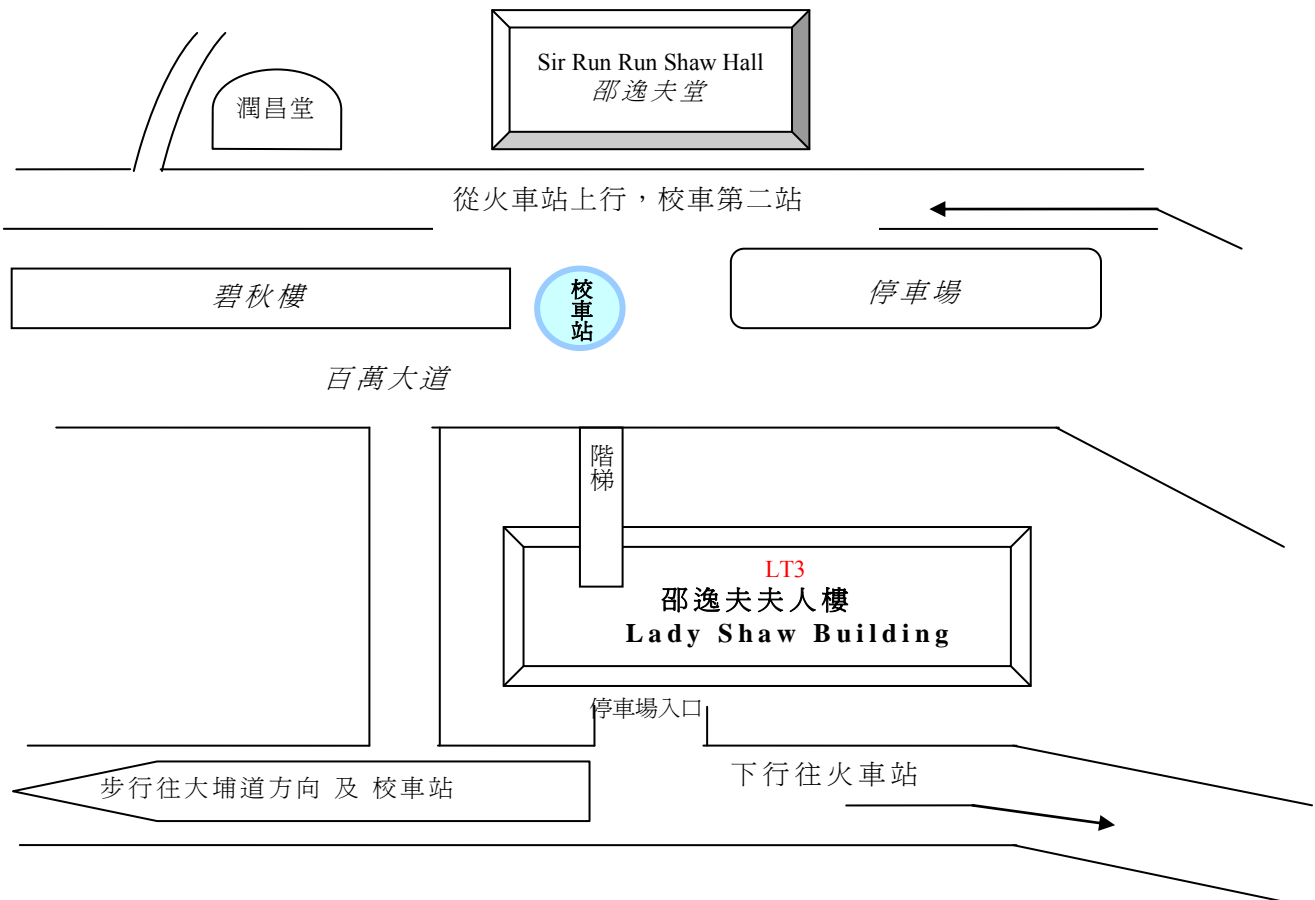 Sir Run Run Shaw Hall
邵逸夫堂
潤昌堂
從火車站上行，校車第二站
碧秋樓
校車站
停車場
百萬大道
階梯
LT3
邵逸夫夫人樓
Lady Shaw Building
停車場入口
步行往大埔道方向 及 校車站
下行往火車站